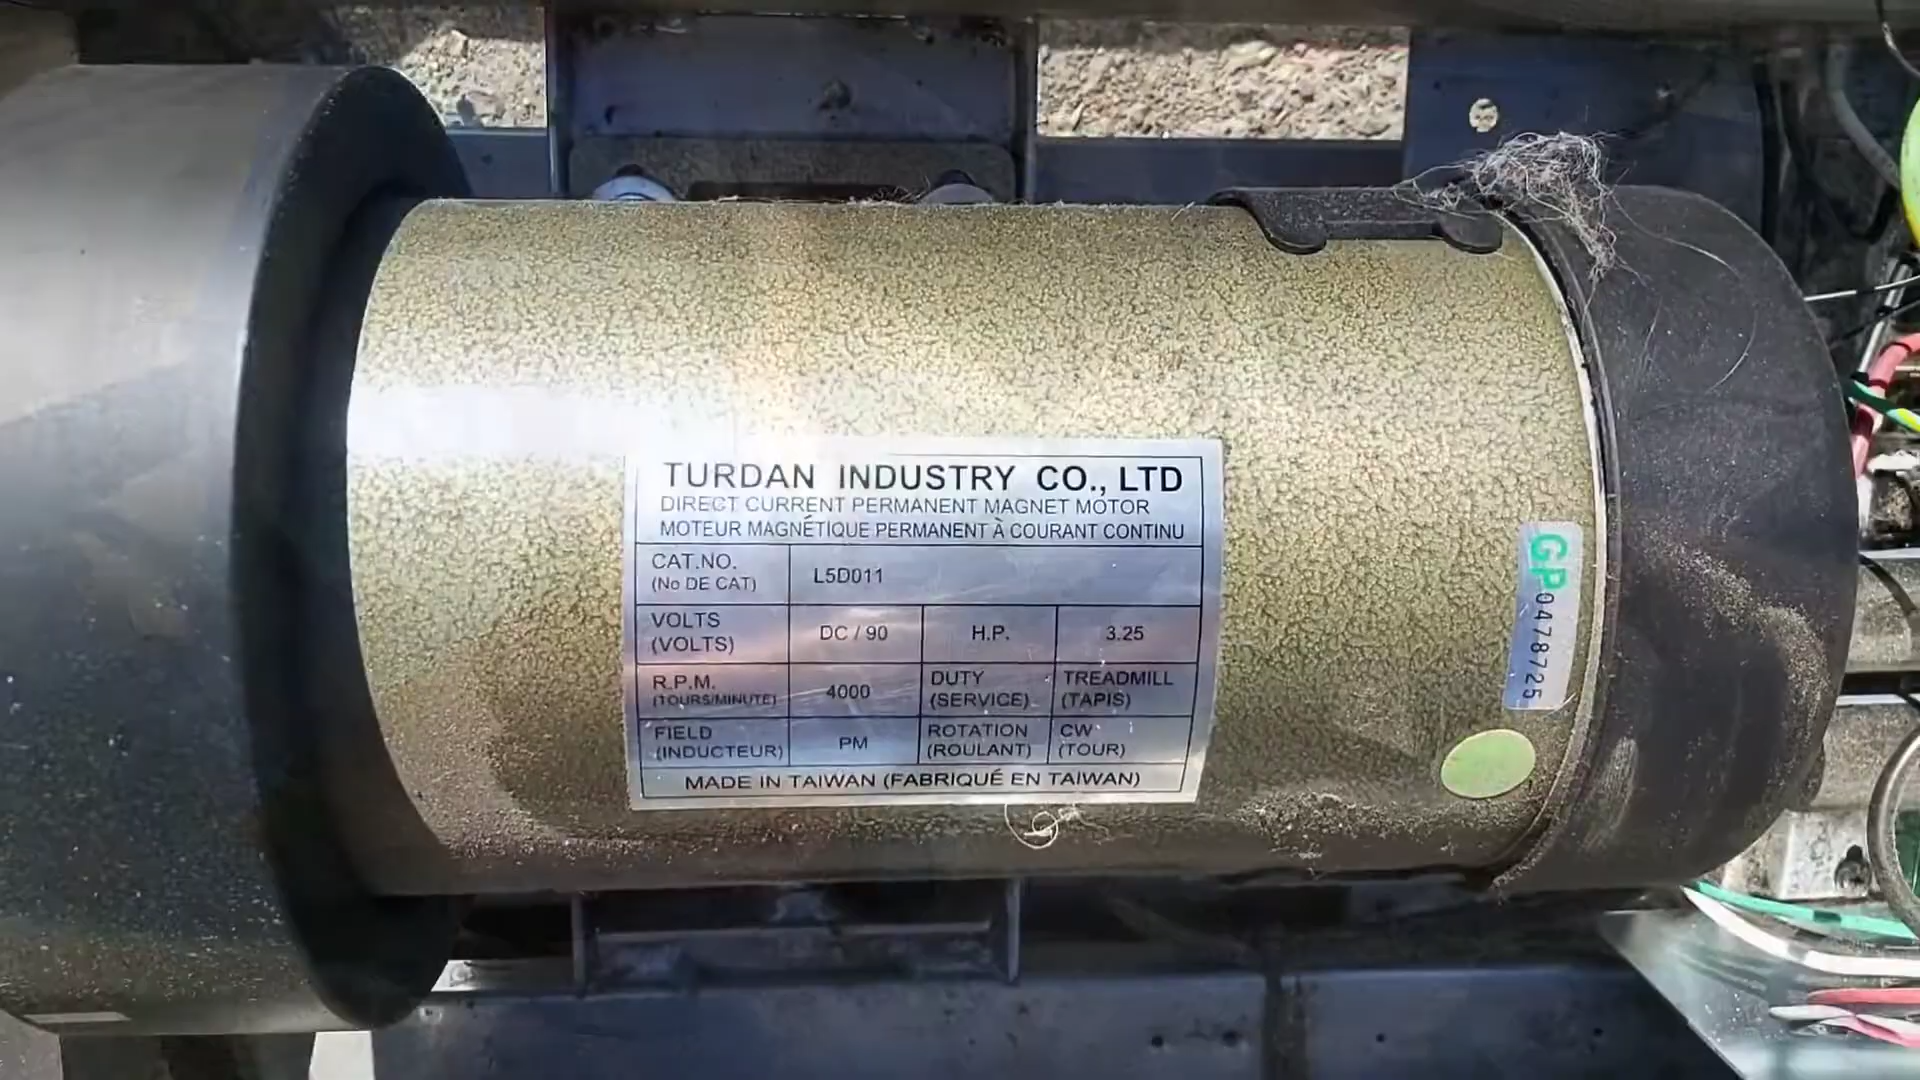 TURDAN INDUSTRY CO., LTD
DIRECT CURRENT PERMANENT MAGNET MOTOR
MOTEUR MAGNÉTIQUE PERMANENT À COURANT CONTINU
CAT.NO. L5D011
(No DE CAT)
VOLTS DC / 90 H.P. 3.25
(VOLTS)
R.P.M. 4000 DUTY TREADMILL
(TOURS/MINUTE) (SERVICE) (TAPIS)
FIELD PM ROTATION CW
(INDUCTEUR) (ROULANT) (TOUR)
MADE IN TAIWAN (FABRIQUÉ EN TAIWAN)
GP0478725